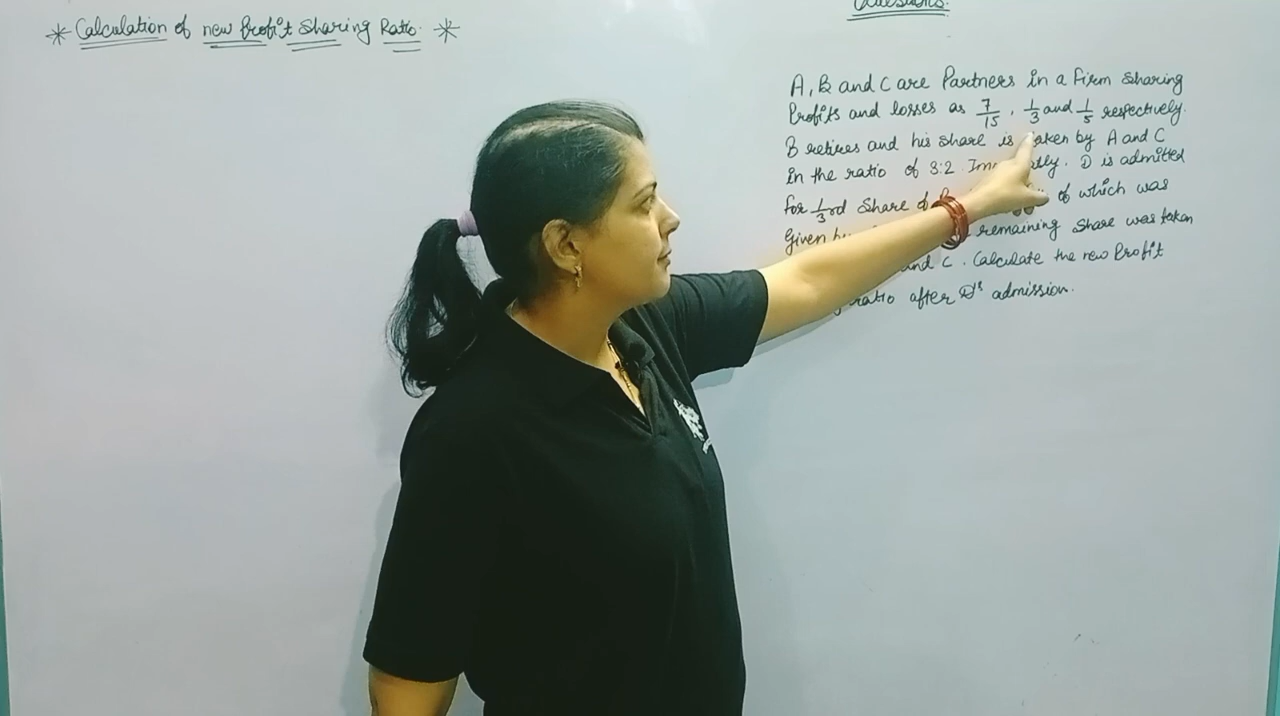 * Calculation of new Profit Sharing Ratio. *
Questions.
A, B and C are Partners in a Firm Sharing
Profits and losses as 7/15, 1/3 and 1/5 respectively.
B retires and his share is taken by A and C
in the ratio of 3:2. D is admitted
for 1/3rd Share of of which was
Given remaining Share was taken
and C. Calculate the new Profit
ratio after D's admission.